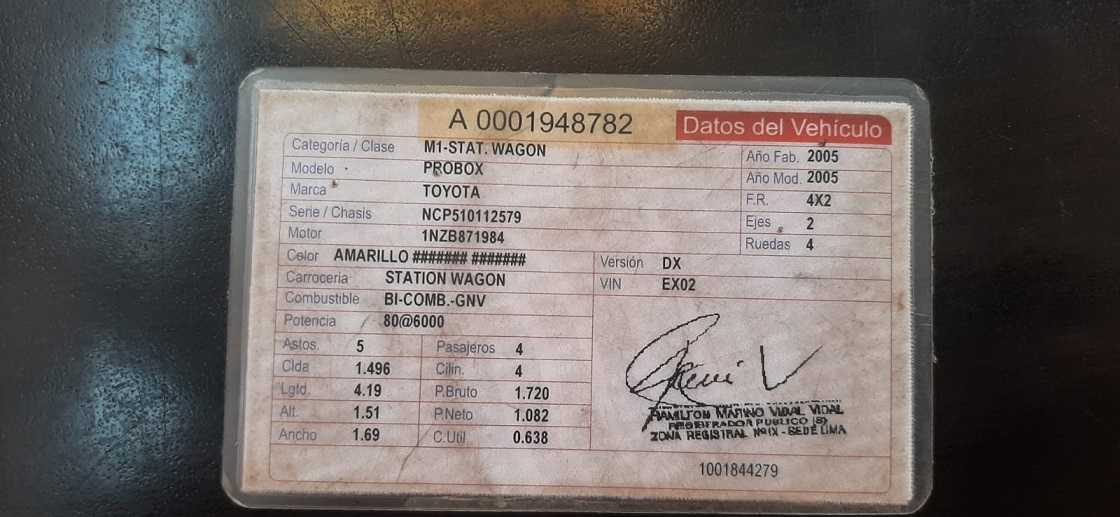 A 0001948782 Datos del Vehículo
Categoría / Clase M1-STAT. WAGON
Modelo PROBOX
Marca TOYOTA
Serie / Chasis NCP510112579
Motor 1NZB871984
Color AMARILLO ####### #######
Carroceria STATION WAGON
Combustible BI-COMB.-GNV
Potencia 80@6000
Año Fab. 2005
Año Mod. 2005
F.R. 4X2
Ejes 2
Ruedas 4
Versión DX
VIN EX02
Astos. 5 Pasajeros 4
Clda 1.496 Cilin. 4
Lgtd. 4.19 P.Bruto 1.720
Alt. 1.51 P.Neto 1.082
Ancho 1.69 C.Util 0.638
HAMILTON MARINO VIDAL VIDAL
REGISTRADOR PUBLICO (e)
ZONA REGISTRAL Nº IX - SEDE LIMA
1001844279